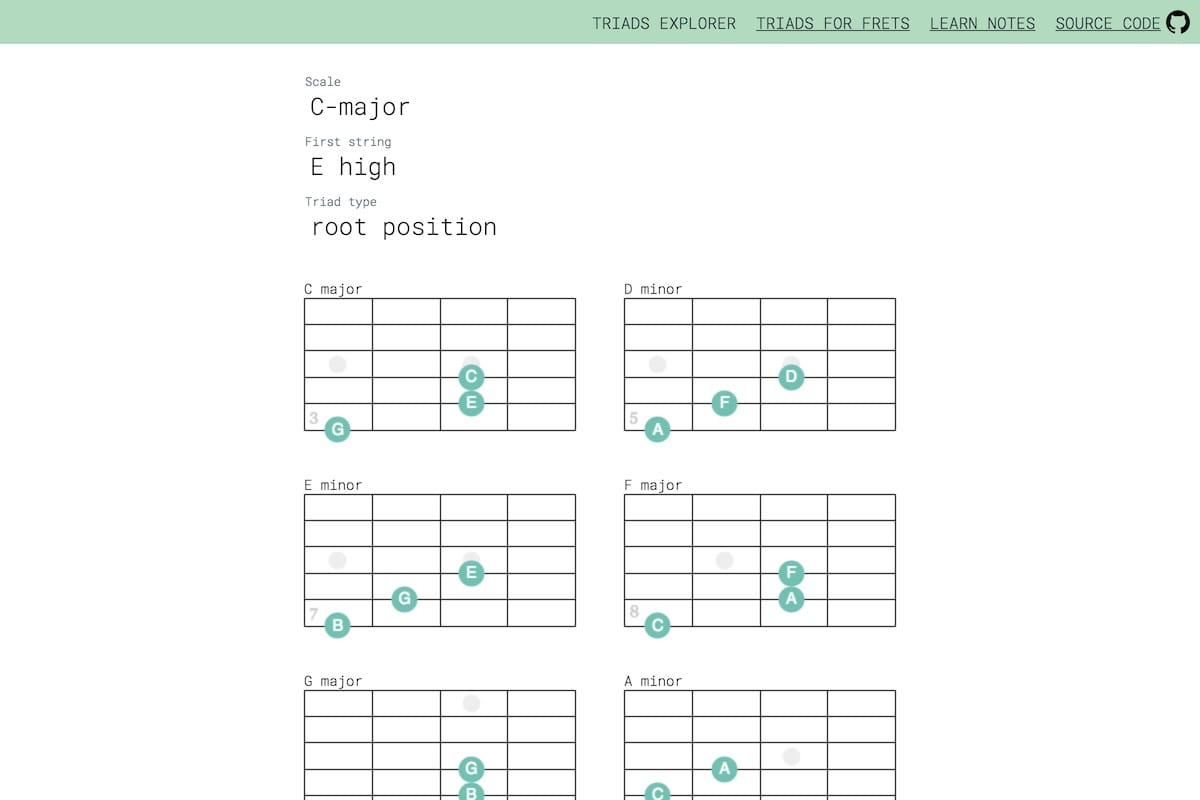 TRIADS EXPLORER TRIADS FOR FRETS LEARN NOTES SOURCE CODE
Scale
C-major
First string
E high
Triad type
root position
C major
C
E
3
G
D minor
D
F
5
A
E minor
E
G
7
B
F major
F
A
8
C
G major
G
B
A minor
A
C